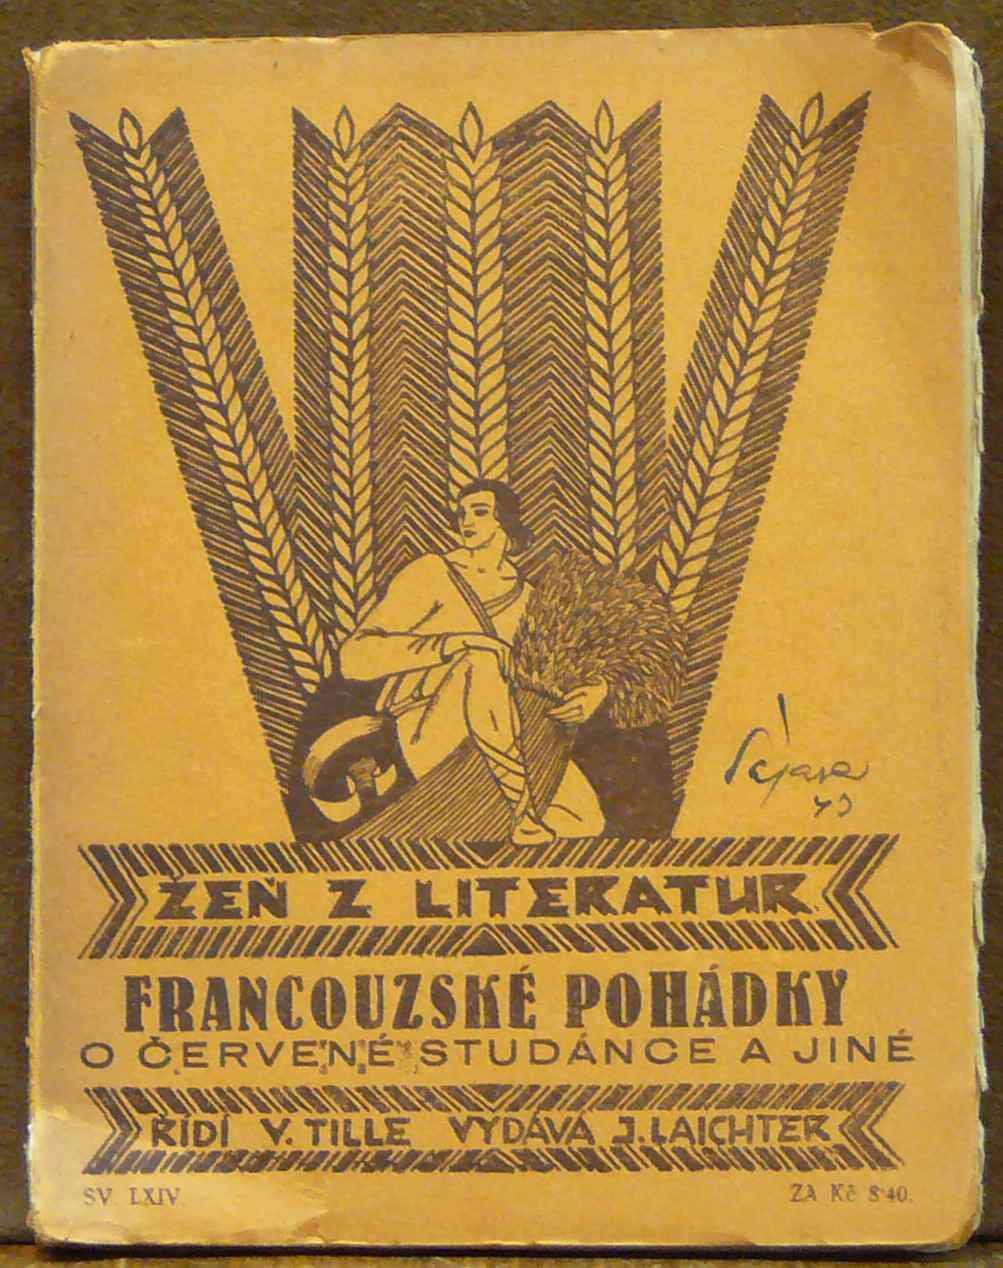 ŽEŇ Z LITERATUR
FRANCOUZSKÉ POHÁDKY
O ČERVENÉ STUDÁNCE A JINÉ
ŘÍDÍ V. TILLE VYDÁVÁ J. LAICHTER
SV. LXIV.
ZA Kč 8·40.